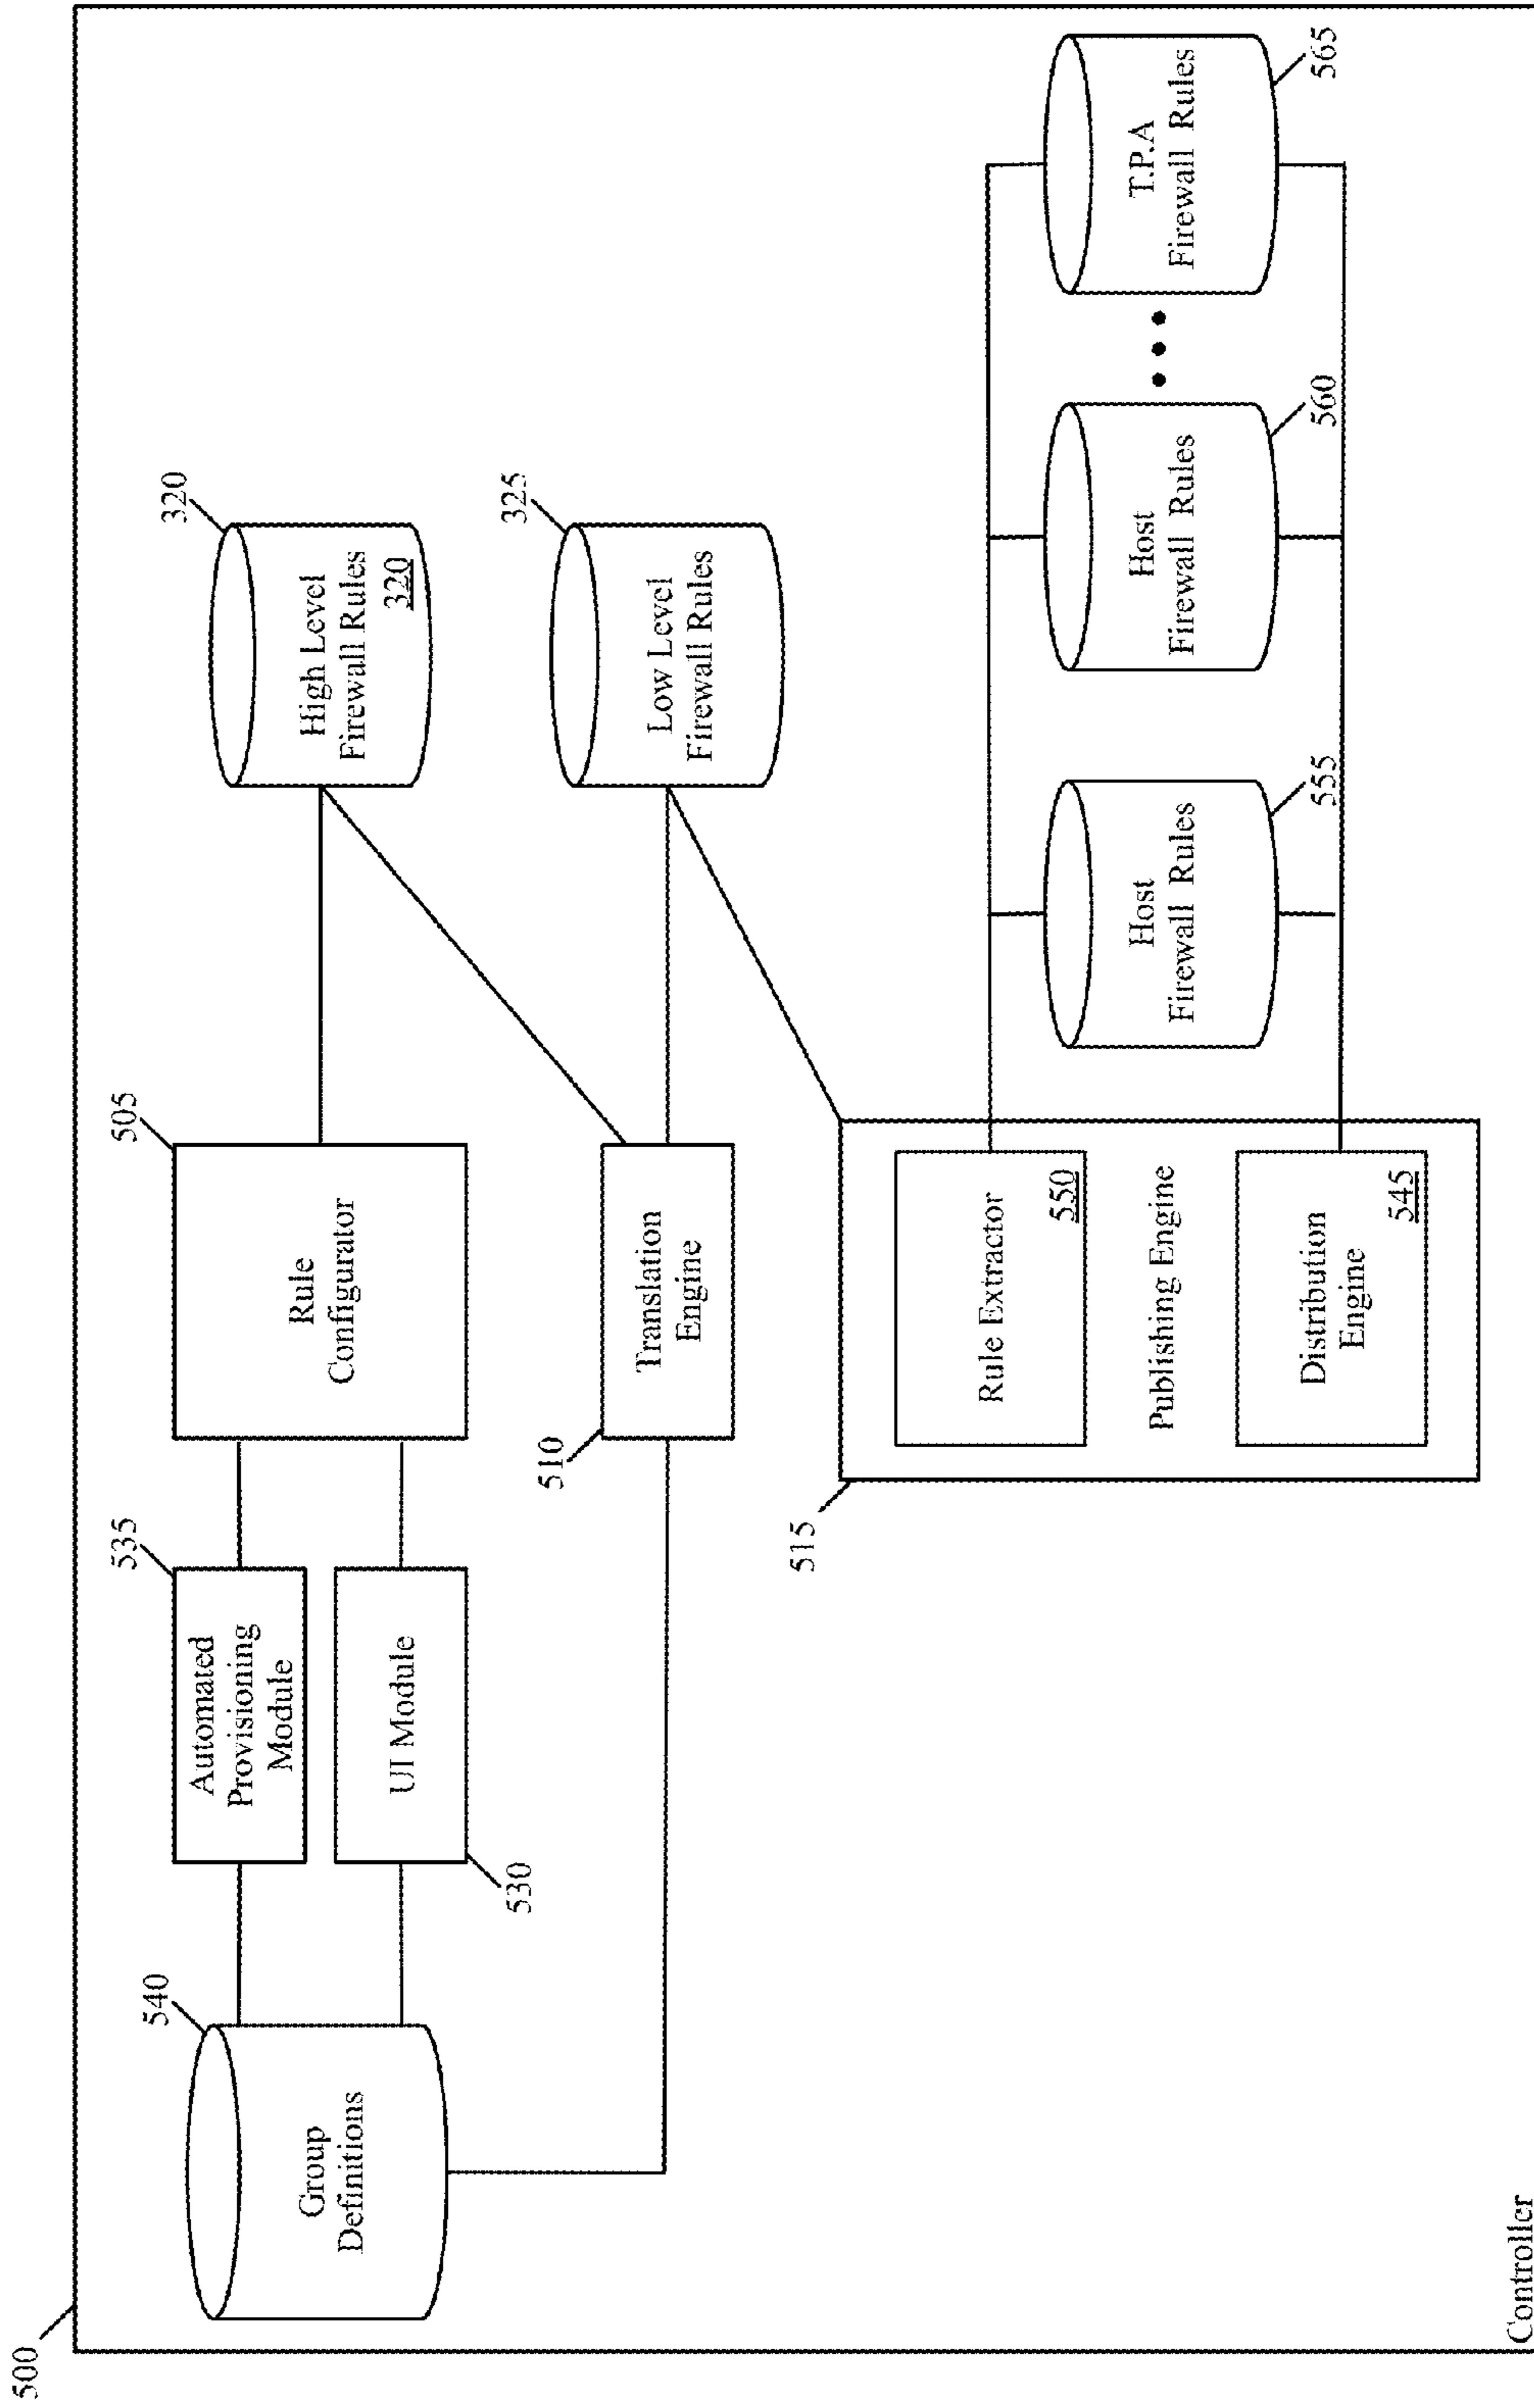 500
540
Group
Definitions
535
Automated
Provisioning
Module
UI Module
530
505
Rule
Configurator
320
High Level
Firewall Rules
320
510
Translation
Engine
325
Low Level
Firewall Rules
515
Rule Extractor
550
Publishing Engine
Distribution
Engine
545
Host
Firewall Rules
555
Host
Firewall Rules
560
T.P.A
Firewall Rules
565
Controller